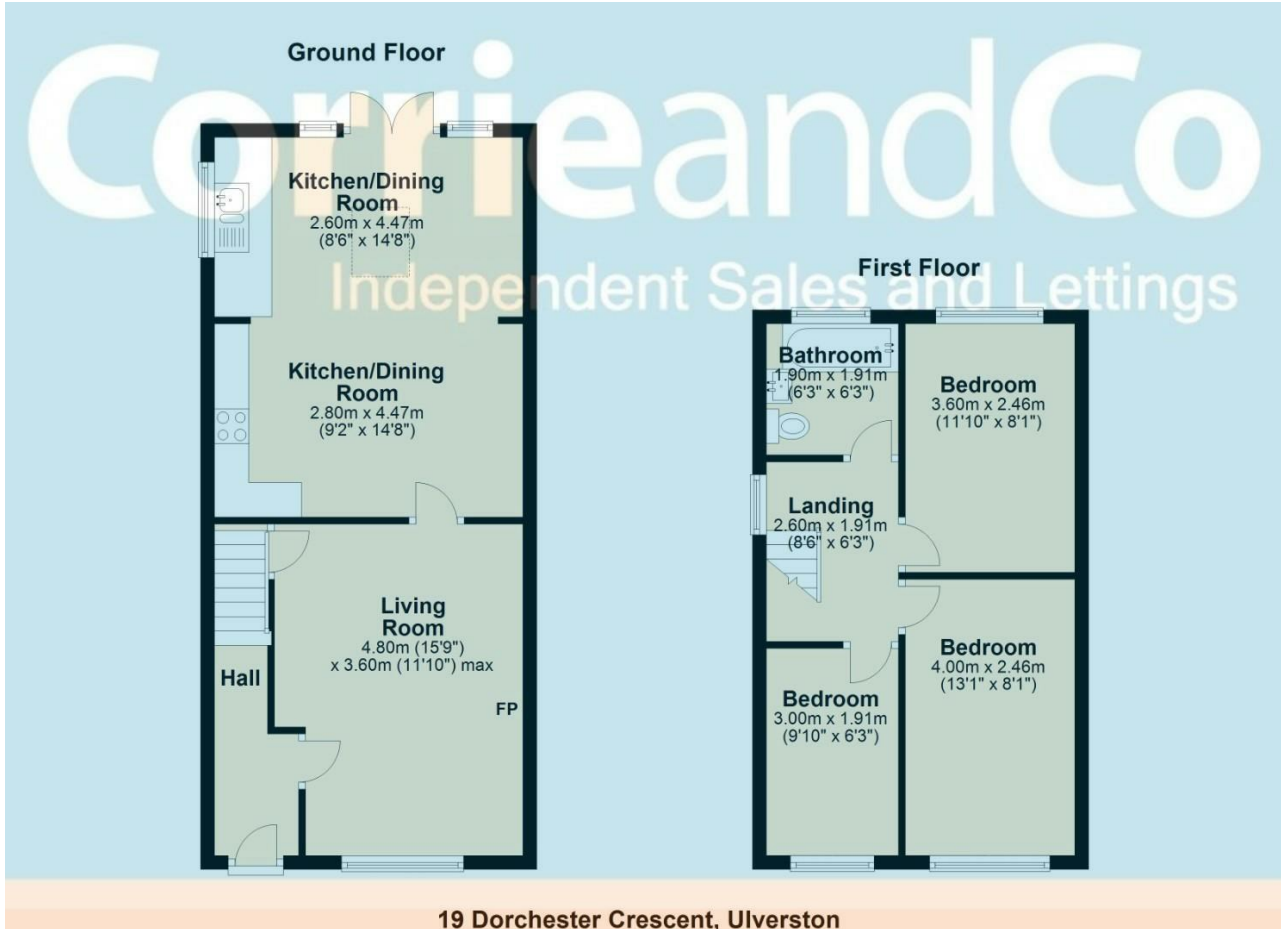 CorrieandCo
Independent Sales and Lettings
Ground Floor
Kitchen/Dining
Room
2.60m x 4.47m
(8'6" x 14'8")
Kitchen/Dining
Room
2.80m x 4.47m
(9'2" x 14'8")
Living
Room
4.80m (15'9")
x 3.60m (11'10") max
Hall
FP
First Floor
Bathroom
1.90m x 1.91m
(6'3" x 6'3")
Bedroom
3.60m x 2.46m
(11'10" x 8'1")
Landing
2.60m x 1.91m
(8'6" x 6'3")
Bedroom
4.00m x 2.46m
(13'1" x 8'1")
Bedroom
3.00m x 1.91m
(9'10" x 6'3")
19 Dorchester Crescent, Ulverston